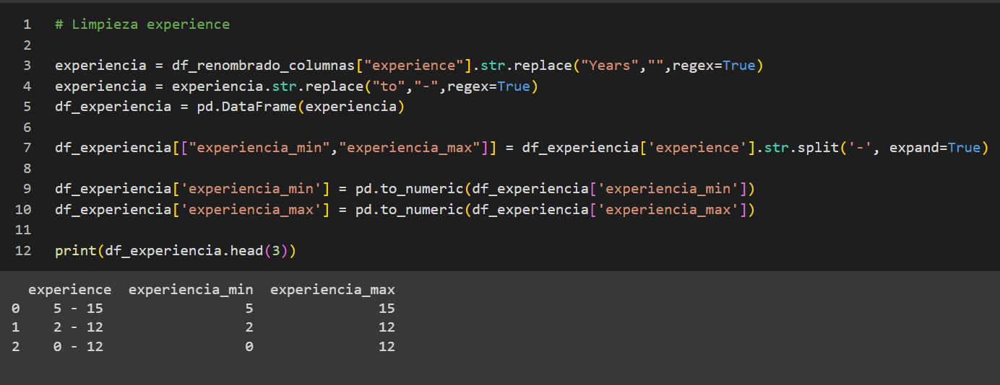 1 # Limpieza experience
2
3 experiencia = df_renombrado_columnas["experience"].str.replace("Years","",regex=True)
4 experiencia = experiencia.str.replace("to","-",regex=True)
5 df_experiencia = pd.DataFrame(experiencia)
6
7 df_experiencia[["experiencia_min","experiencia_max"]] = df_experiencia['experience'].str.split('-', expand=True)
8
9 df_experiencia['experiencia_min'] = pd.to_numeric(df_experiencia['experiencia_min'])
10 df_experiencia['experiencia_max'] = pd.to_numeric(df_experiencia['experiencia_max'])
11
12 print(df_experiencia.head(3))
experience experiencia_min experiencia_max
0 5 - 15 5 15
1 2 - 12 2 12
2 0 - 12 0 12